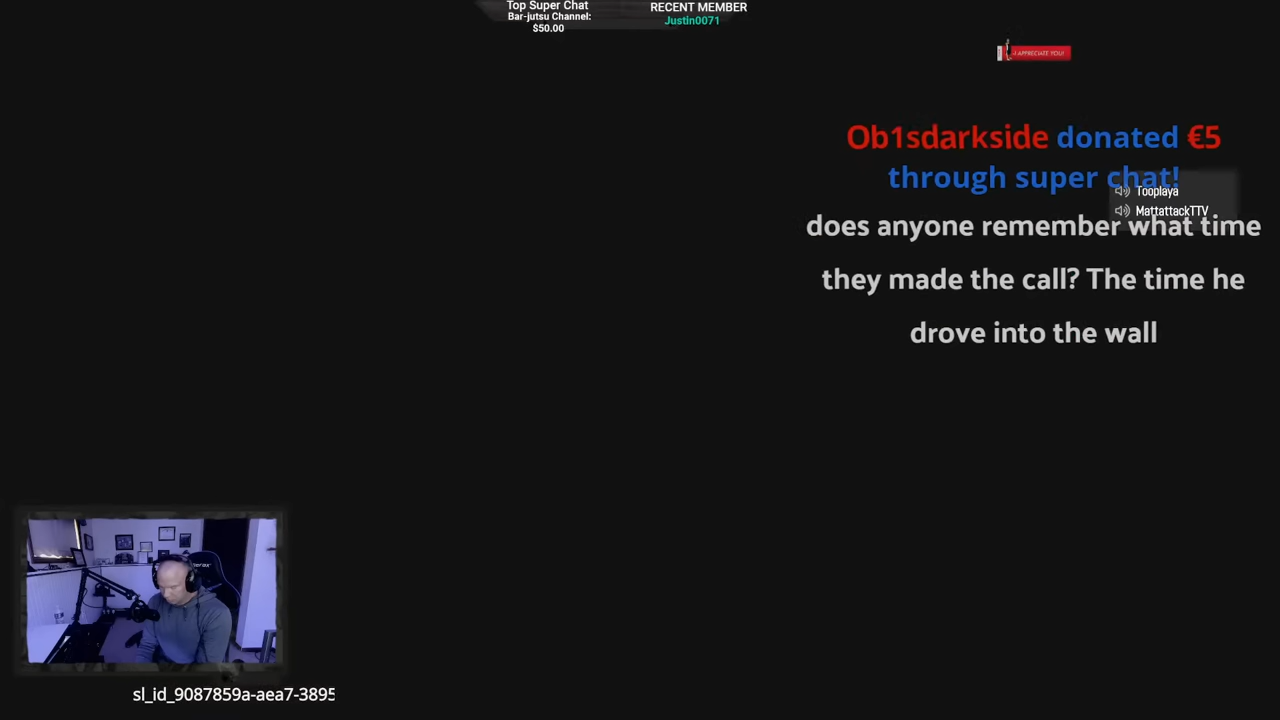 Top Super Chat
Bar-jutsu Channel:
$50.00
RECENT MEMBER
Justin0071
I APPRECIATE YOU!
Ob1sdarkside donated €5
through super chat!
Tooplaya
MattattackTTV
does anyone remember what time
they made the call? The time he
drove into the wall
sl_id_9087859a-aea7-3895